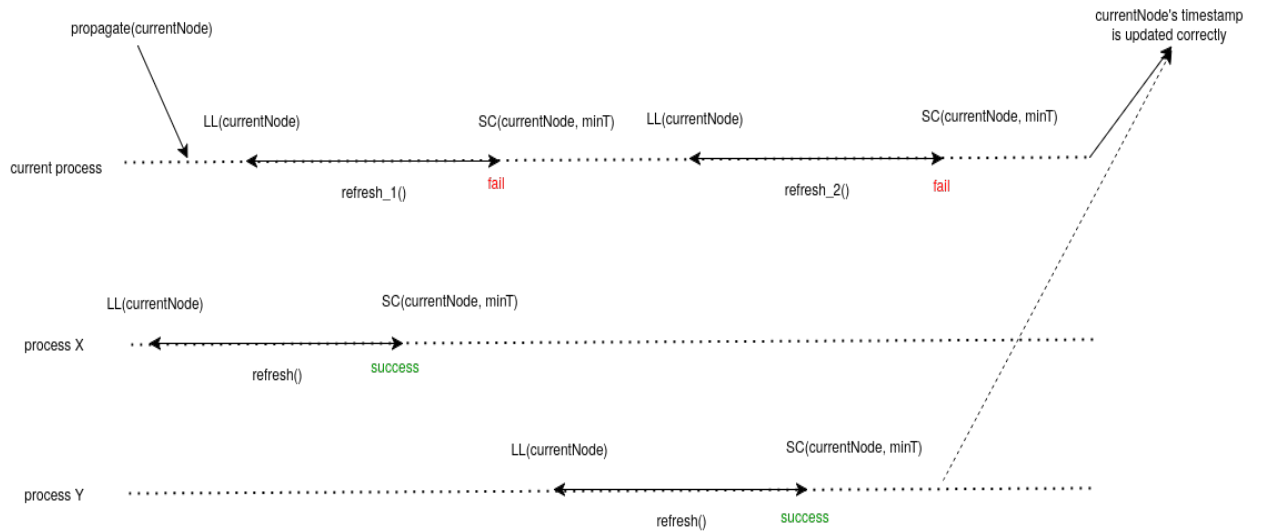 propagate(currentNode)
currentNode's timestamp
is updated correctly
LL(currentNode)
SC(currentNode, minT)
LL(currentNode)
SC(currentNode, minT)
current process
refresh_1()
fail
refresh_2()
fail
LL(currentNode)
SC(currentNode, minT)
process X
refresh()
success
LL(currentNode)
SC(currentNode, minT)
process Y
refresh()
success